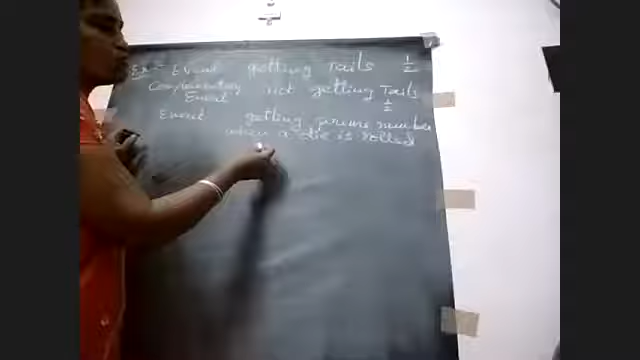 Ex:- Event getting Tails 1/2
Complementary not getting Tails
Event 1/2
Event getting prime number
when a die is rolled